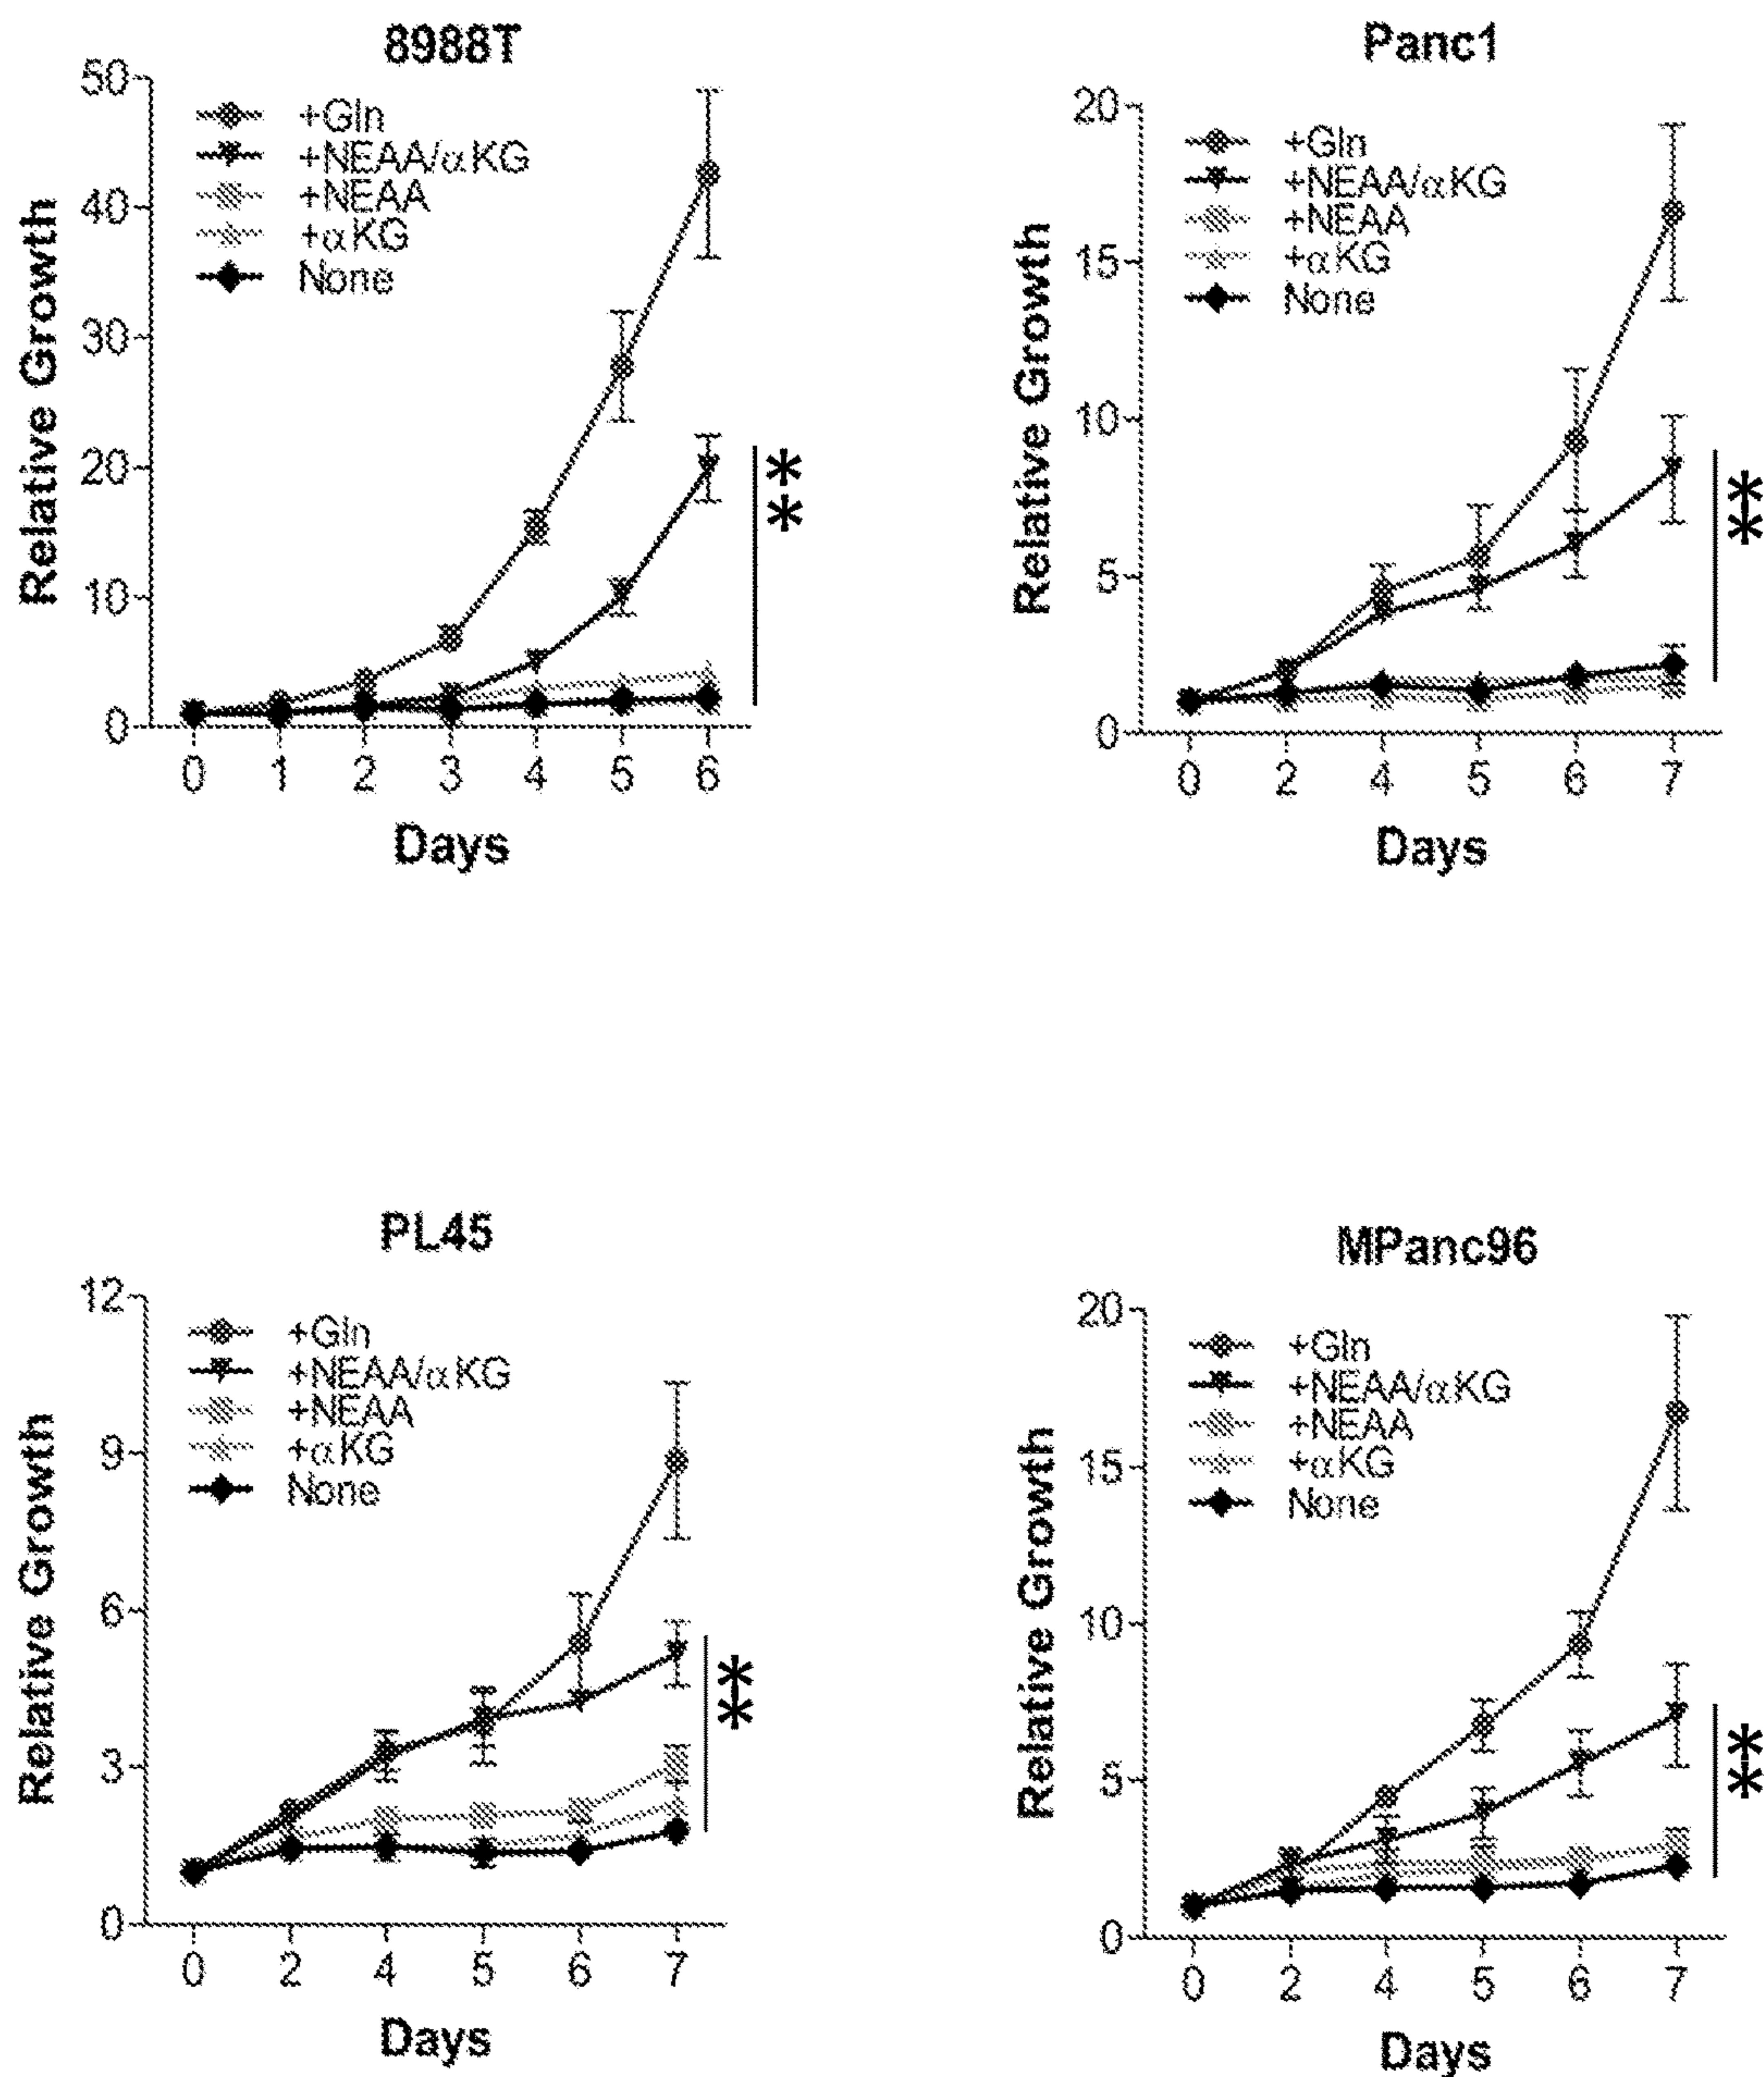 8988T
Relative Growth
50
40
30
20
10
0
+Gln
+NEAA/αKG
+NEAA
+αKG
None
**
0 1 2 3 4 5 6
Days
Panc1
Relative Growth
20
15
10
5
0
+Gln
+NEAA/αKG
+NEAA
+αKG
None
**
0 2 4 5 6 7
Days
PL45
Relative Growth
12
9
6
3
0
+Gln
+NEAA/αKG
+NEAA
+αKG
None
**
0 2 4 5 6 7
Days
MPanc96
Relative Growth
20
15
10
5
0
+Gln
+NEAA/αKG
+NEAA
+αKG
None
**
0 2 4 5 6 7
Days